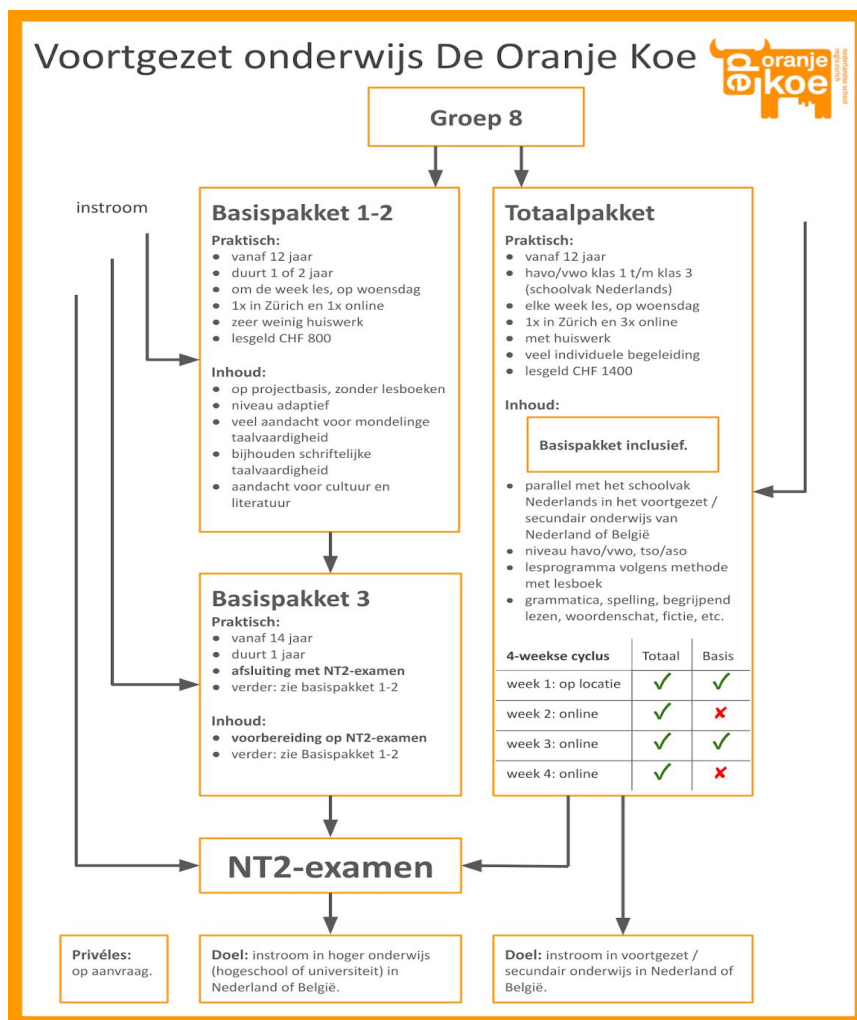 Voortgezet onderwijs De Oranje Koe
de oranje koe
nederlandse school
regio zürich
Groep 8
instroom
Basispakket 1-2
Praktisch:
• vanaf 12 jaar
• duurt 1 of 2 jaar
• om de week les, op woensdag
• 1x in Zürich en 1x online
• zeer weinig huiswerk
• lesgeld CHF 800
Inhoud:
• op projectbasis, zonder lesboeken
• niveau adaptief
• veel aandacht voor mondelinge
taalvaardigheid
• bijhouden schriftelijke
taalvaardigheid
• aandacht voor cultuur en
literatuur
Totaalpakket
Praktisch:
• vanaf 12 jaar
• havo/vwo klas 1 t/m klas 3
(schoolvak Nederlands)
• elke week les, op woensdag
• 1x in Zürich en 3x online
• met huiswerk
• veel individuele begeleiding
• lesgeld CHF 1400
Inhoud:
Basispakket inclusief.
• parallel met het schoolvak
Nederlands in het voortgezet /
secundair onderwijs van
Nederland of België
• niveau havo/vwo, tso/aso
• lesprogramma volgens methode
met lesboek
• grammatica, spelling, begrijpend
lezen, woordenschat, fictie, etc.
4-weekse cyclus Totaal Basis
week 1: op locatie ✓ ✓
week 2: online ✓ ✘
week 3: online ✓ ✓
week 4: online ✓ ✘
Basispakket 3
Praktisch:
• vanaf 14 jaar
• duurt 1 jaar
• afsluiting met NT2-examen
• verder: zie basispakket 1-2
Inhoud:
• voorbereiding op NT2-examen
• verder: zie Basispakket 1-2
NT2-examen
Privéles:
op aanvraag.
Doel: instroom in hoger onderwijs
(hogeschool of universiteit) in
Nederland of België.
Doel: instroom in voortgezet /
secundair onderwijs in Nederland of
België.